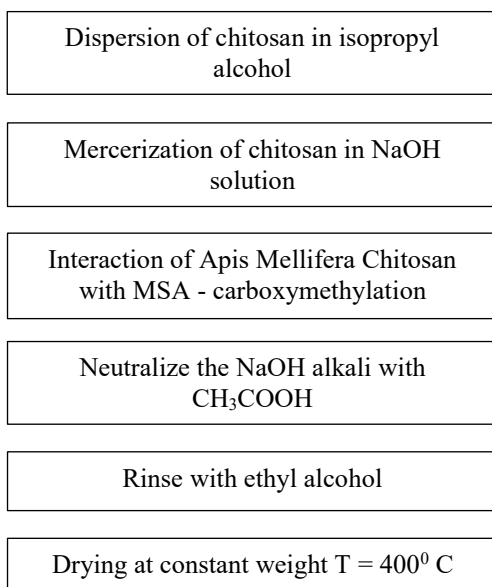 Dispersion of chitosan in isopropyl
alcohol
Mercerization of chitosan in NaOH
solution
Interaction of Apis Mellifera Chitosan
with MSA - carboxymethylation
Neutralize the NaOH alkali with
CH₃COOH
Rinse with ethyl alcohol
Drying at constant weight T = 400⁰ C